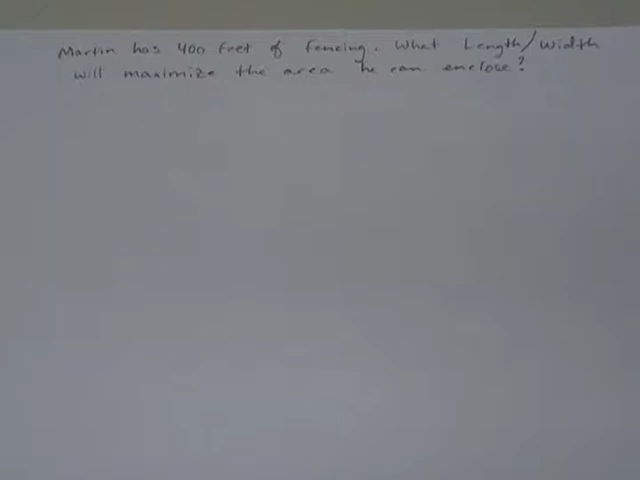 Martin has 400 feet of fencing. What Length/Width
will maximize the area he can enclose?